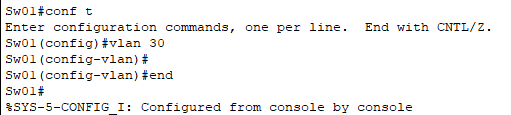 Sw01#conf t
Enter configuration commands, one per line.  End with CNTL/Z.
Sw01(config)#vlan 30
Sw01(config-vlan)#
Sw01(config-vlan)#end
Sw01#
%SYS-5-CONFIG_I: Configured from console by console